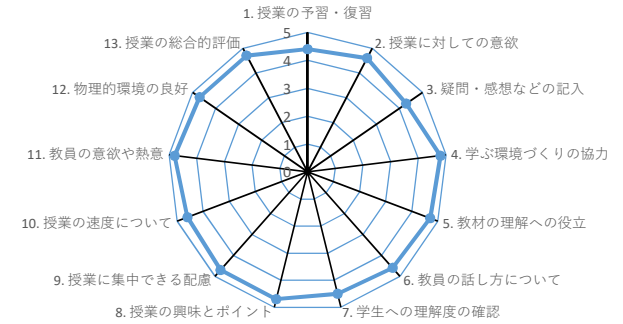 1. 授業の予習・復習
2. 授業に対しての意欲
3. 疑問・感想などの記入
4. 学ぶ環境づくりの協力
5. 教材の理解への役立
6. 教員の話し方について
7. 学生への理解度の確認
8. 授業の興味とポイント
9. 授業に集中できる配慮
10. 授業の速度について
11. 教員の意欲や熱意
12. 物理的環境の良好
13. 授業の総合的評価
5
4
3
2
1
0